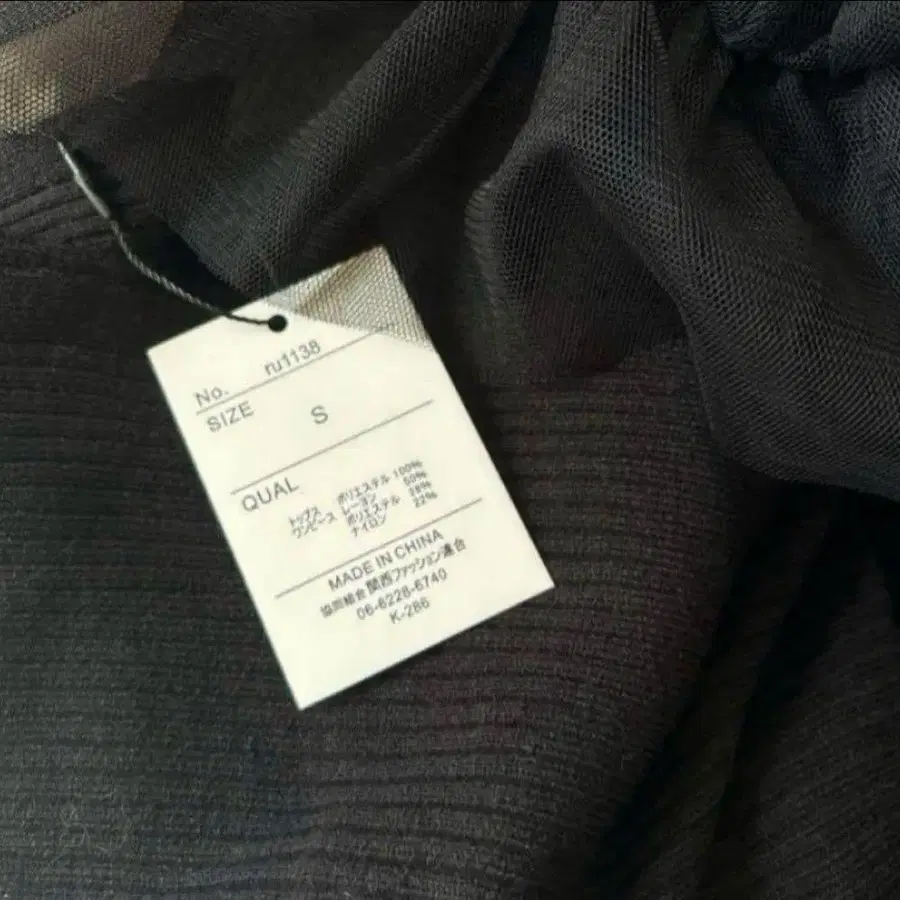 No. ru1138
SIZE S
QUAL
トップス ポリエステル 100%
ワンピース レーヨン 50%
ポリエステル 28%
ナイロン 22%
MADE IN CHINA
協同組合 関西ファッション連合
06-6228-6740
K-286